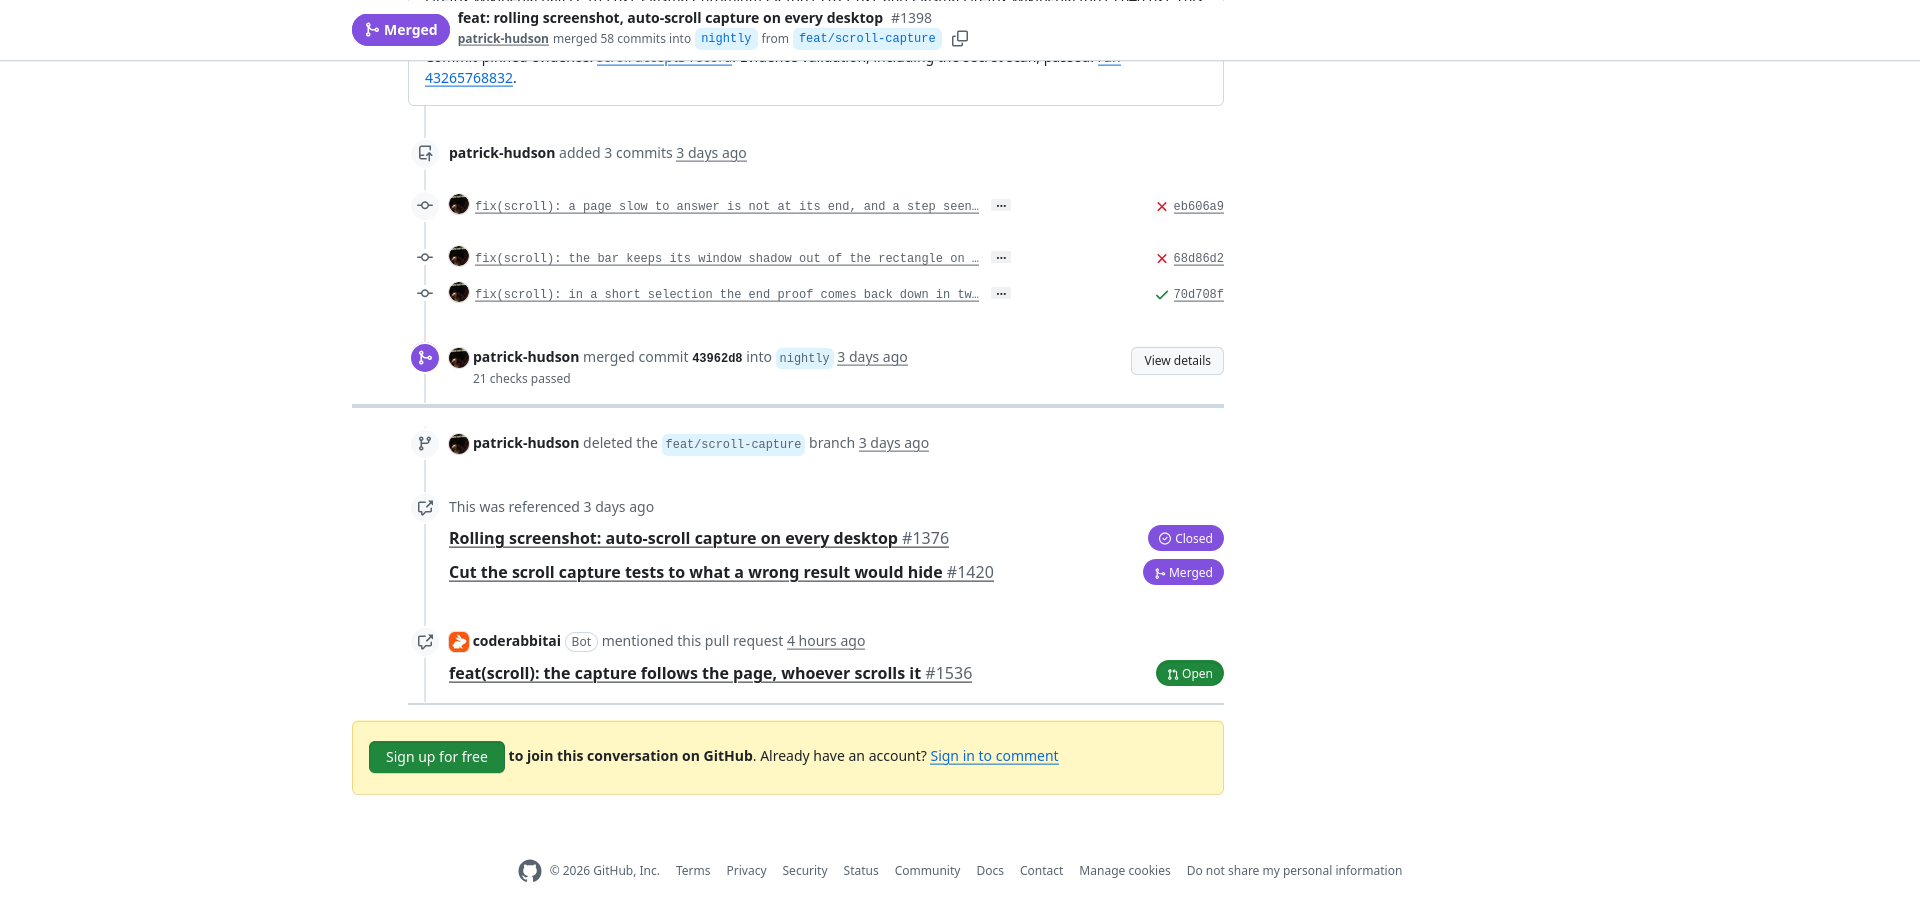 Merged
feat: rolling screenshot, auto-scroll capture on every desktop #1398
patrick-hudson merged 58 commits into nightly from feat/scroll-capture
43265768832.
patrick-hudson added 3 commits 3 days ago
fix(scroll): a page slow to answer is not at its end, and a step seen… ··· eb606a9
fix(scroll): the bar keeps its window shadow out of the rectangle on … ··· 68d86d2
fix(scroll): in a short selection the end proof comes back down in tw… ··· 70d708f
patrick-hudson merged commit 43962d8 into nightly 3 days ago
View details
21 checks passed
patrick-hudson deleted the feat/scroll-capture branch 3 days ago
This was referenced 3 days ago
Rolling screenshot: auto-scroll capture on every desktop #1376 Closed
Cut the scroll capture tests to what a wrong result would hide #1420 Merged
coderabbitai Bot mentioned this pull request 4 hours ago
feat(scroll): the capture follows the page, whoever scrolls it #1536 Open
Sign up for free to join this conversation on GitHub. Already have an account? Sign in to comment
© 2026 GitHub, Inc. Terms Privacy Security Status Community Docs Contact Manage cookies Do not share my personal information